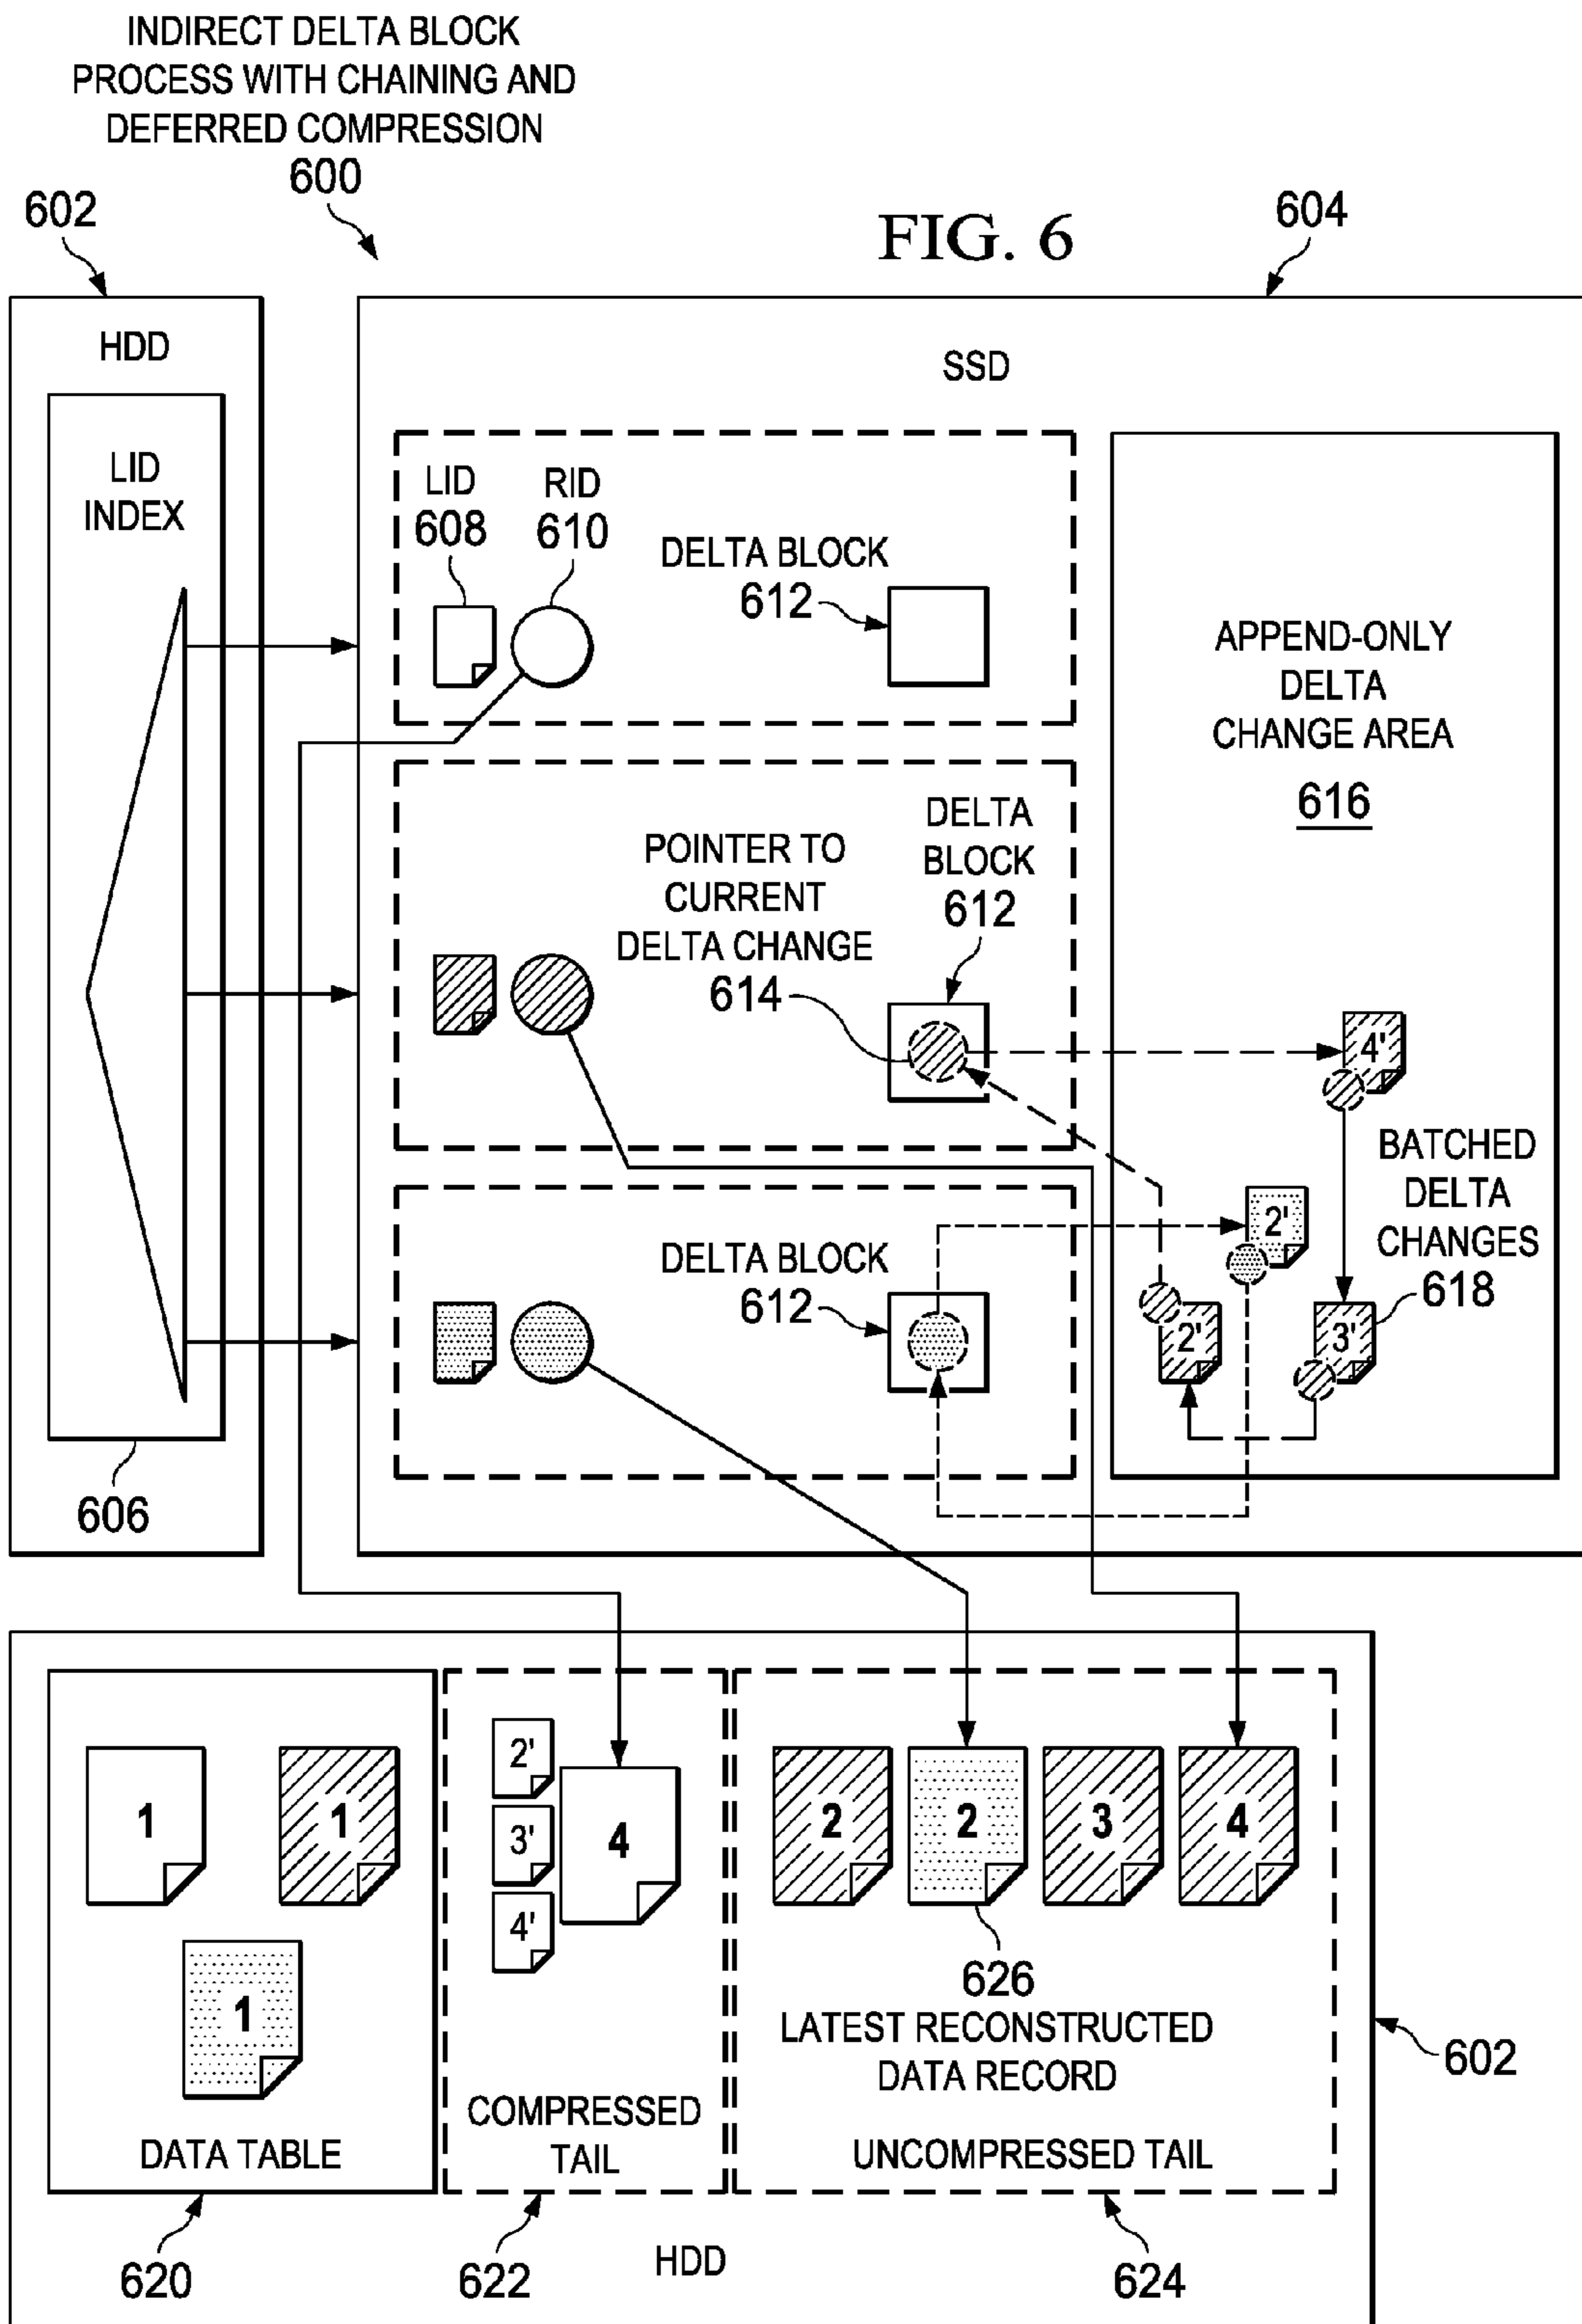 INDIRECT DELTA BLOCK
PROCESS WITH CHAINING AND
DEFERRED COMPRESSION
600
FIG. 6
602
604
HDD
LID
INDEX
606
SSD
LID
608
RID
610
DELTA BLOCK
612
POINTER TO
CURRENT
DELTA CHANGE
614
DELTA
BLOCK
612
DELTA BLOCK
612
APPEND-ONLY
DELTA
CHANGE AREA
616
4'
BATCHED
DELTA
CHANGES
618
2'
2'
3'
1
1
1
DATA TABLE
620
2'
3'
4'
4
COMPRESSED
TAIL
622
2
2
3
4
626
LATEST RECONSTRUCTED
DATA RECORD
UNCOMPRESSED TAIL
624
602
HDD